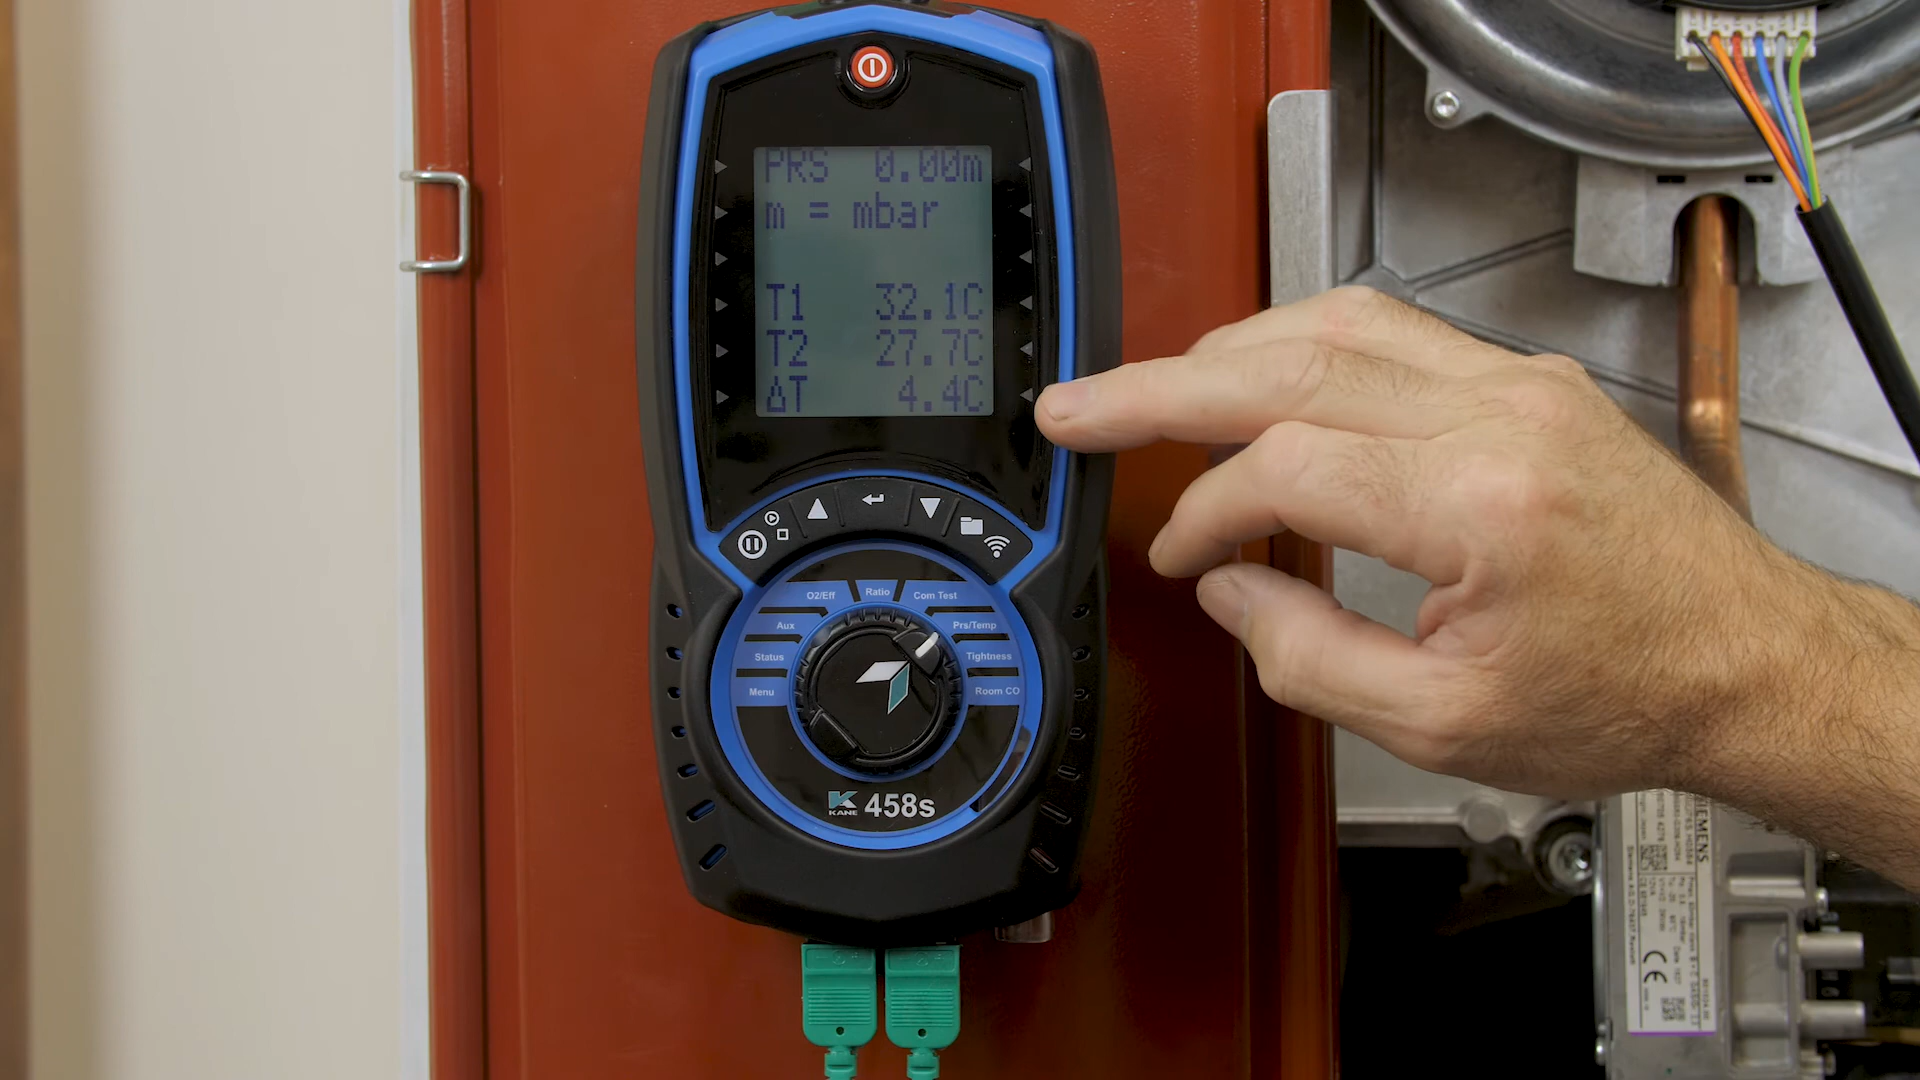 PRS 0.00m
m = mbar
T1 32.1C
T2 27.7C
ΔT 4.4C
O2/Eff
Ratio
Com Test
Aux
Prs/Temp
Status
Tightness
Menu
Room CO
KANE 458s
SIEMENS
CE